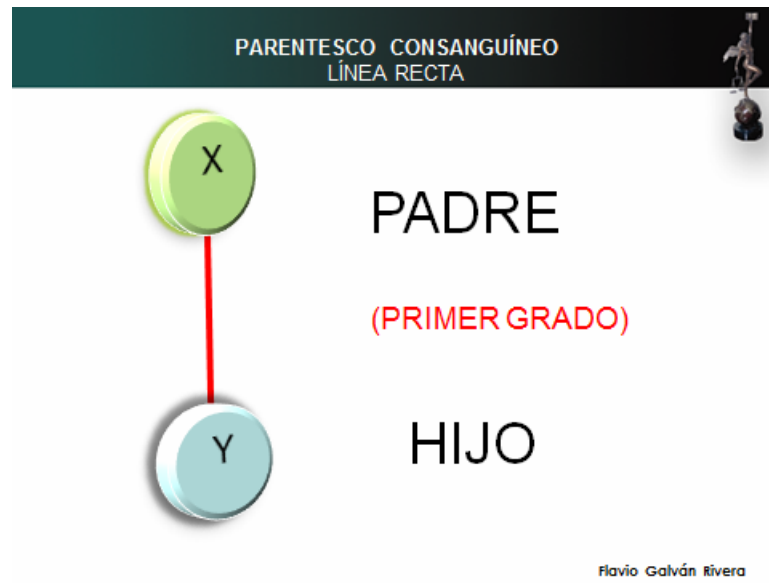 PARENTESCO CONSANGUÍNEO
LÍNEA RECTA
X
PADRE
(PRIMER GRADO)
Y
HIJO
Flavio Galván Rivera